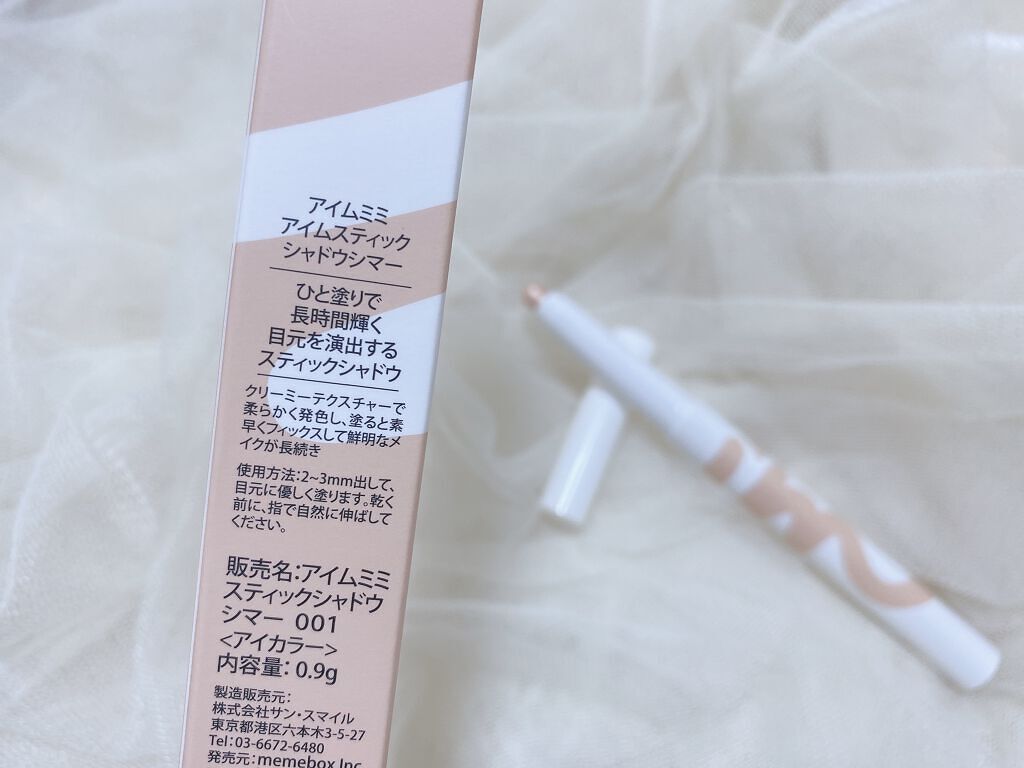 アイムミミ
アイムスティック
シャドウシマー
ひと塗りで
長時間輝く
目元を演出する
スティックシャドウ
クリーミーテクスチャーで
柔らかく発色し、塗ると素
早くフィックスして鮮明なメ
イクが長続き
使用方法:2~3mm出して、
目元に優しく塗ります。乾く
前に、指で自然に伸ばして
ください。
販売名:アイムミミ
スティックシャドウ
シマー 001
<アイカラー>
内容量: 0.9g
製造販売元:
株式会社サン・スマイル
東京都港区六本木3-5-27
Tel:03-6672-6480
発売元:memebox Inc